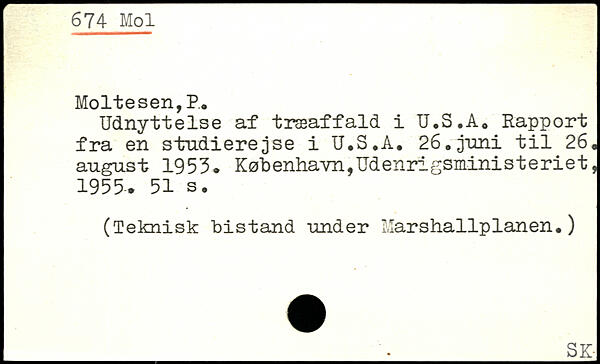 674 Mol
Moltesen,P..
Udnyttelse af træaffald i U.S.A. Rapport
fra en studierejse i U.S.A. 26.juni til 26.
august 1953. København,Udenrigsministeriet,
1955. 51 s.
(Teknisk bistand under Marshallplanen.)
SK